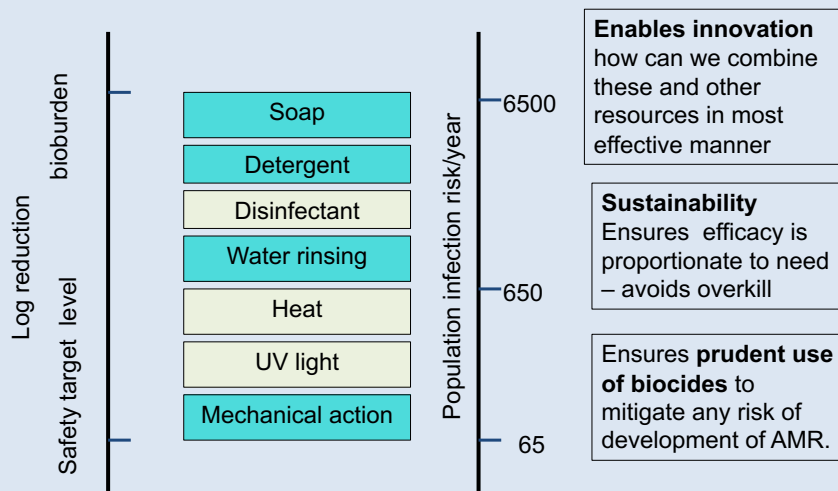 Log reduction
Safety target level
bioburden
Soap
Detergent
Disinfectant
Water rinsing
Heat
UV light
Mechanical action
Population infection risk/year
6500
650
65
Enables innovation
how can we combine
these and other
resources in most
effective manner
Sustainability
Ensures efficacy is
proportionate to need
– avoids overkill
Ensures prudent use
of biocides to
mitigate any risk of
development of AMR.